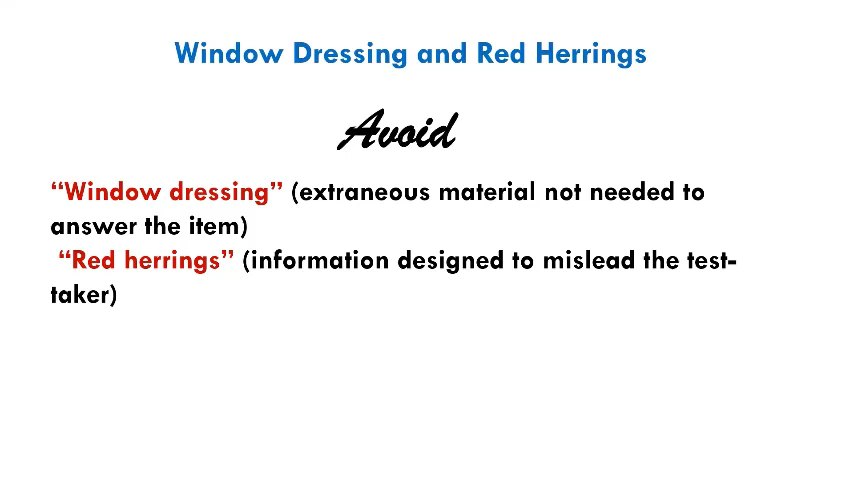 Window Dressing and Red Herrings
Avoid
“Window dressing” (extraneous material not needed to
answer the item)
“Red herrings” (information designed to mislead the test-
taker)